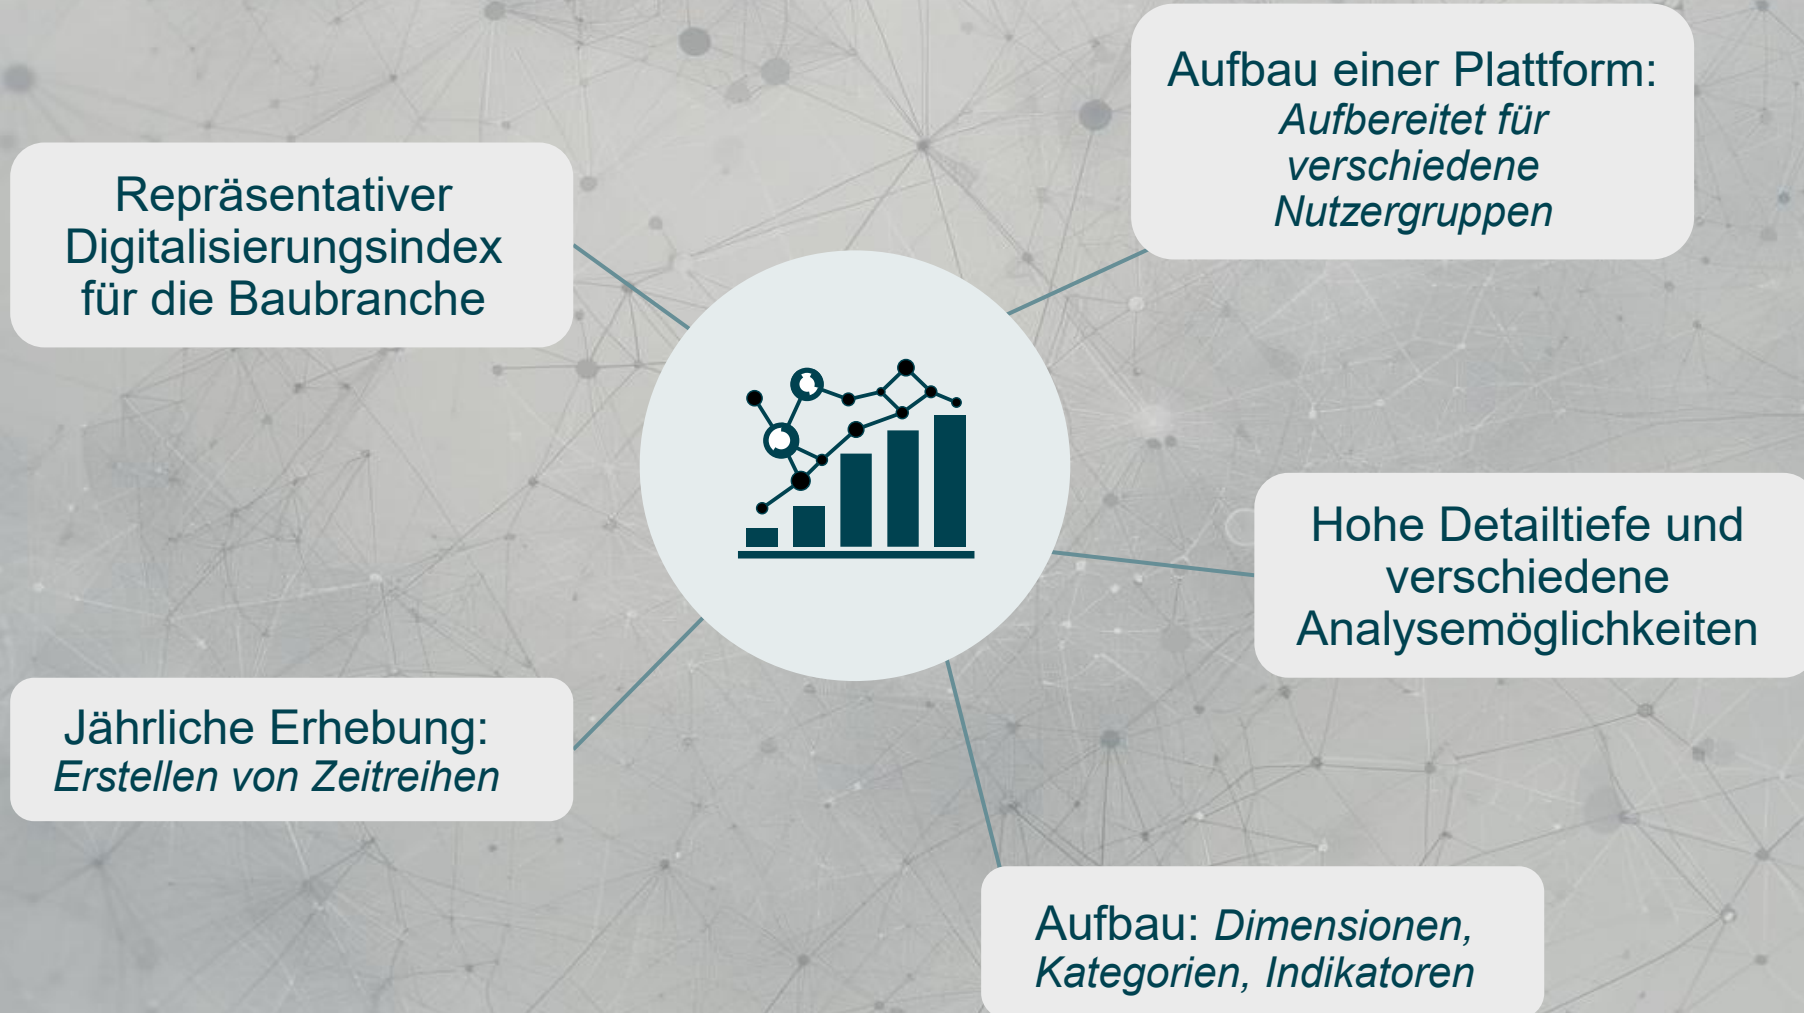 Repräsentativer
Digitalisierungsindex
für die Baubranche
Aufbau einer Plattform:
Aufbereitet für
verschiedene
Nutzergruppen
Hohe Detailtiefe und
verschiedene
Analysemöglichkeiten
Jährliche Erhebung:
Erstellen von Zeitreihen
Aufbau: Dimensionen,
Kategorien, Indikatoren